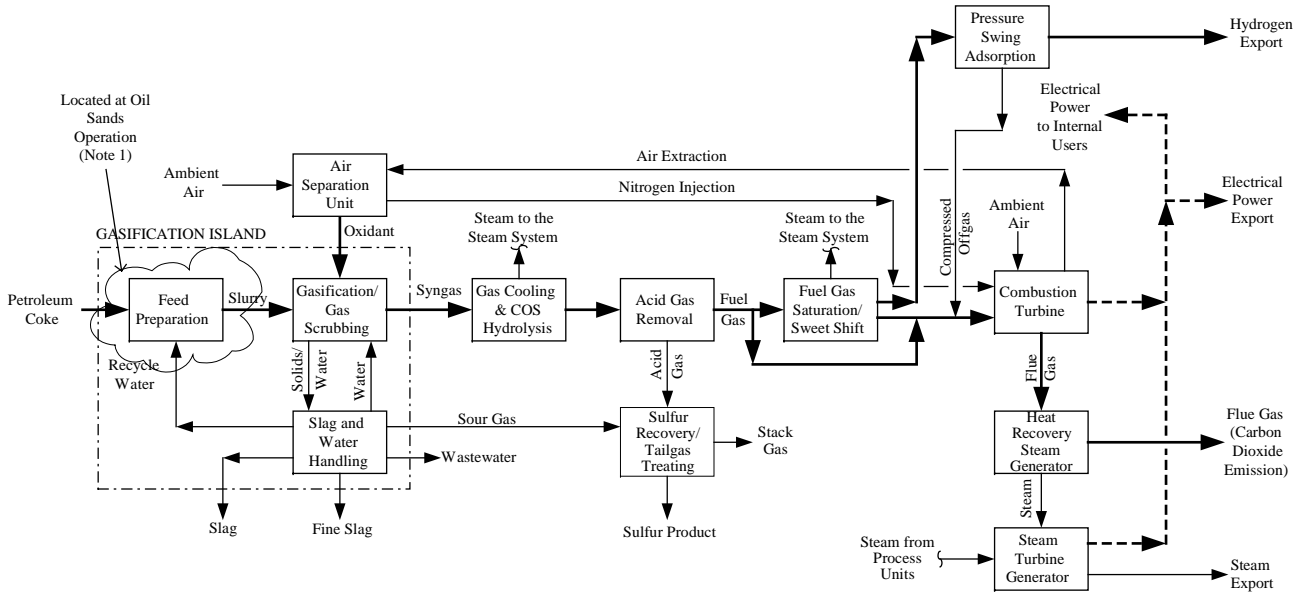 Pressure
Swing
Adsorption
Hydrogen
Export
Located at Oil
Sands
Operation
(Note 1)
Electrical
Power
to Internal
Users
Air Extraction
Ambient
Air
Air
Separation
Unit
Nitrogen Injection
Electrical
Power
Export
Steam to the
Steam System
Steam to the
Steam System
Compressed
Offgas
Ambient
Air
GASIFICATION ISLAND
Oxidant
Petroleum
Coke
Feed
Preparation
Slurry
Gasification/
Gas
Scrubbing
Syngas
Gas Cooling
& COS
Hydrolysis
Acid Gas
Removal
Fuel
Gas
Fuel Gas
Saturation/
Sweet Shift
Combustion
Turbine
Recycle
Water
Solids/
Water
Water
Acid
Gas
Flue
Gas
Slag and
Water
Handling
Sour Gas
Wastewater
Sulfur
Recovery/
Tailgas
Treating
Stack
Gas
Heat
Recovery
Steam
Generator
Flue Gas
(Carbon
Dioxide
Emission)
Slag
Fine Slag
Sulfur Product
Steam
Steam from
Process
Units
Steam
Turbine
Generator
Steam
Export